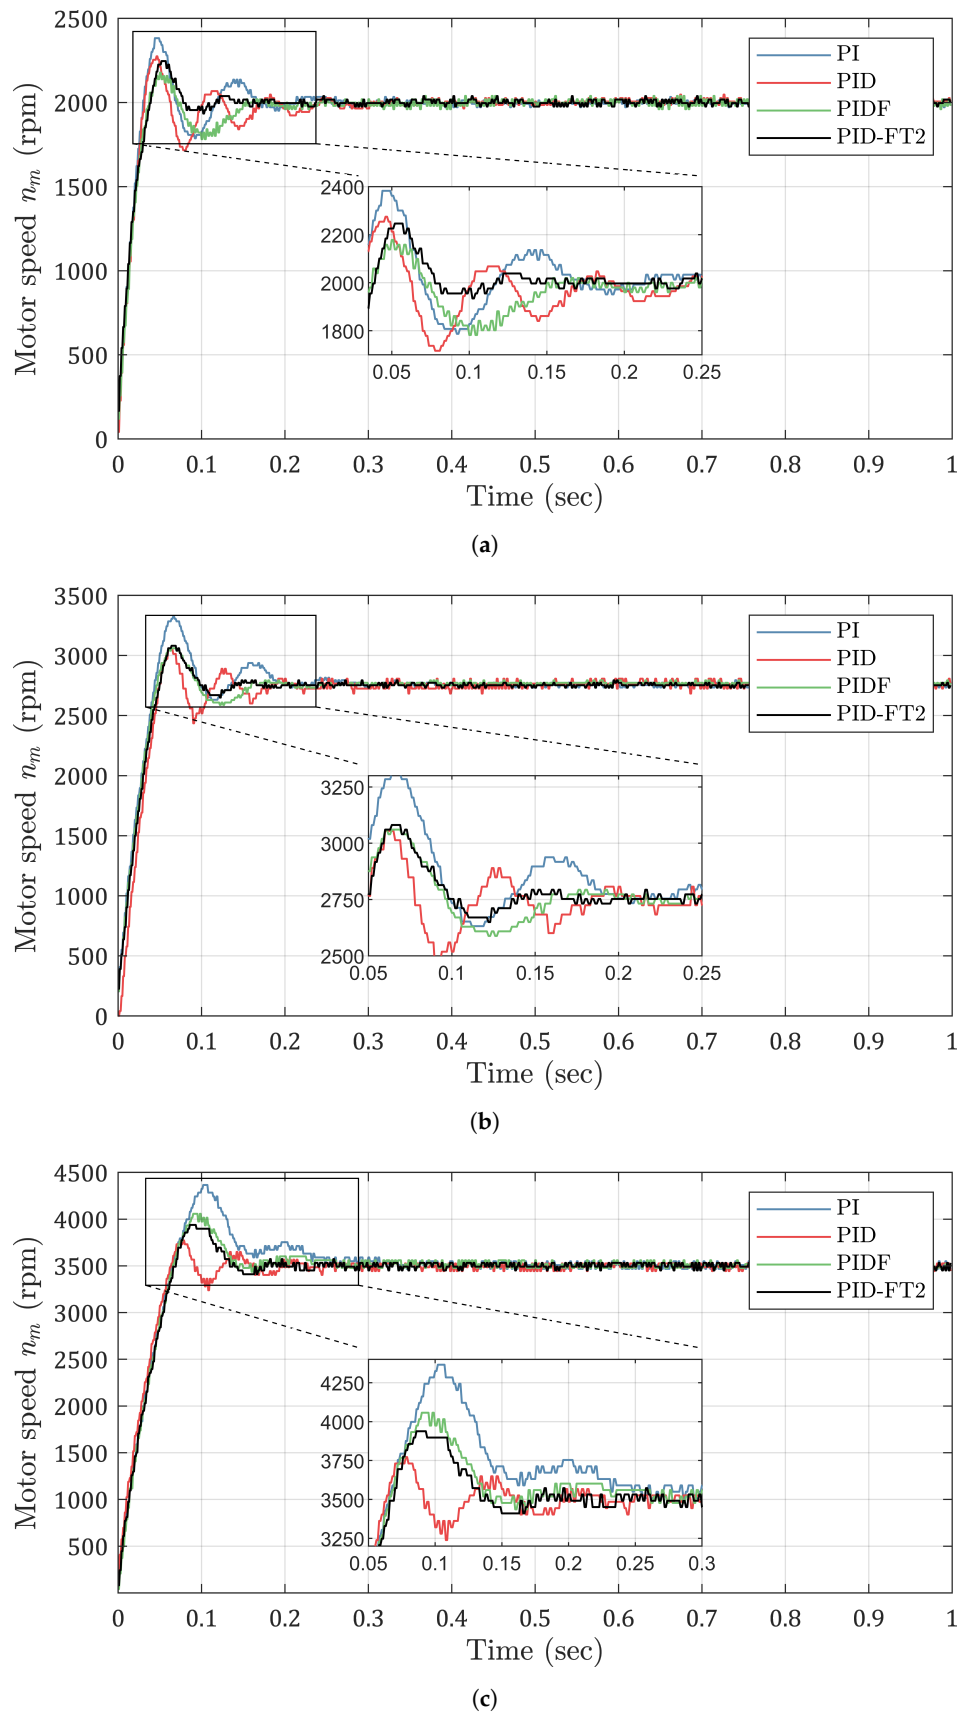 2500
2000
1500
1000
500
0
Motor speed n_m (rpm)
PI
PID
PIDF
PID-FT2
2400
2200
2000
1800
0.05 0.1 0.15 0.2 0.25
0 0.1 0.2 0.3 0.4 0.5 0.6 0.7 0.8 0.9 1
Time (sec)
(a)
3500
3000
2500
2000
1500
1000
500
0
Motor speed n_m (rpm)
PI
PID
PIDF
PID-FT2
3250
3000
2750
2500
0.05 0.1 0.15 0.2 0.25
0 0.1 0.2 0.3 0.4 0.5 0.6 0.7 0.8 0.9 1
Time (sec)
(b)
4500
4000
3500
3000
2500
2000
1500
1000
500
Motor speed n_m (rpm)
PI
PID
PIDF
PID-FT2
4250
4000
3750
3500
3250
0.05 0.1 0.15 0.2 0.25 0.3
0 0.1 0.2 0.3 0.4 0.5 0.6 0.7 0.8 0.9 1
Time (sec)
(c)